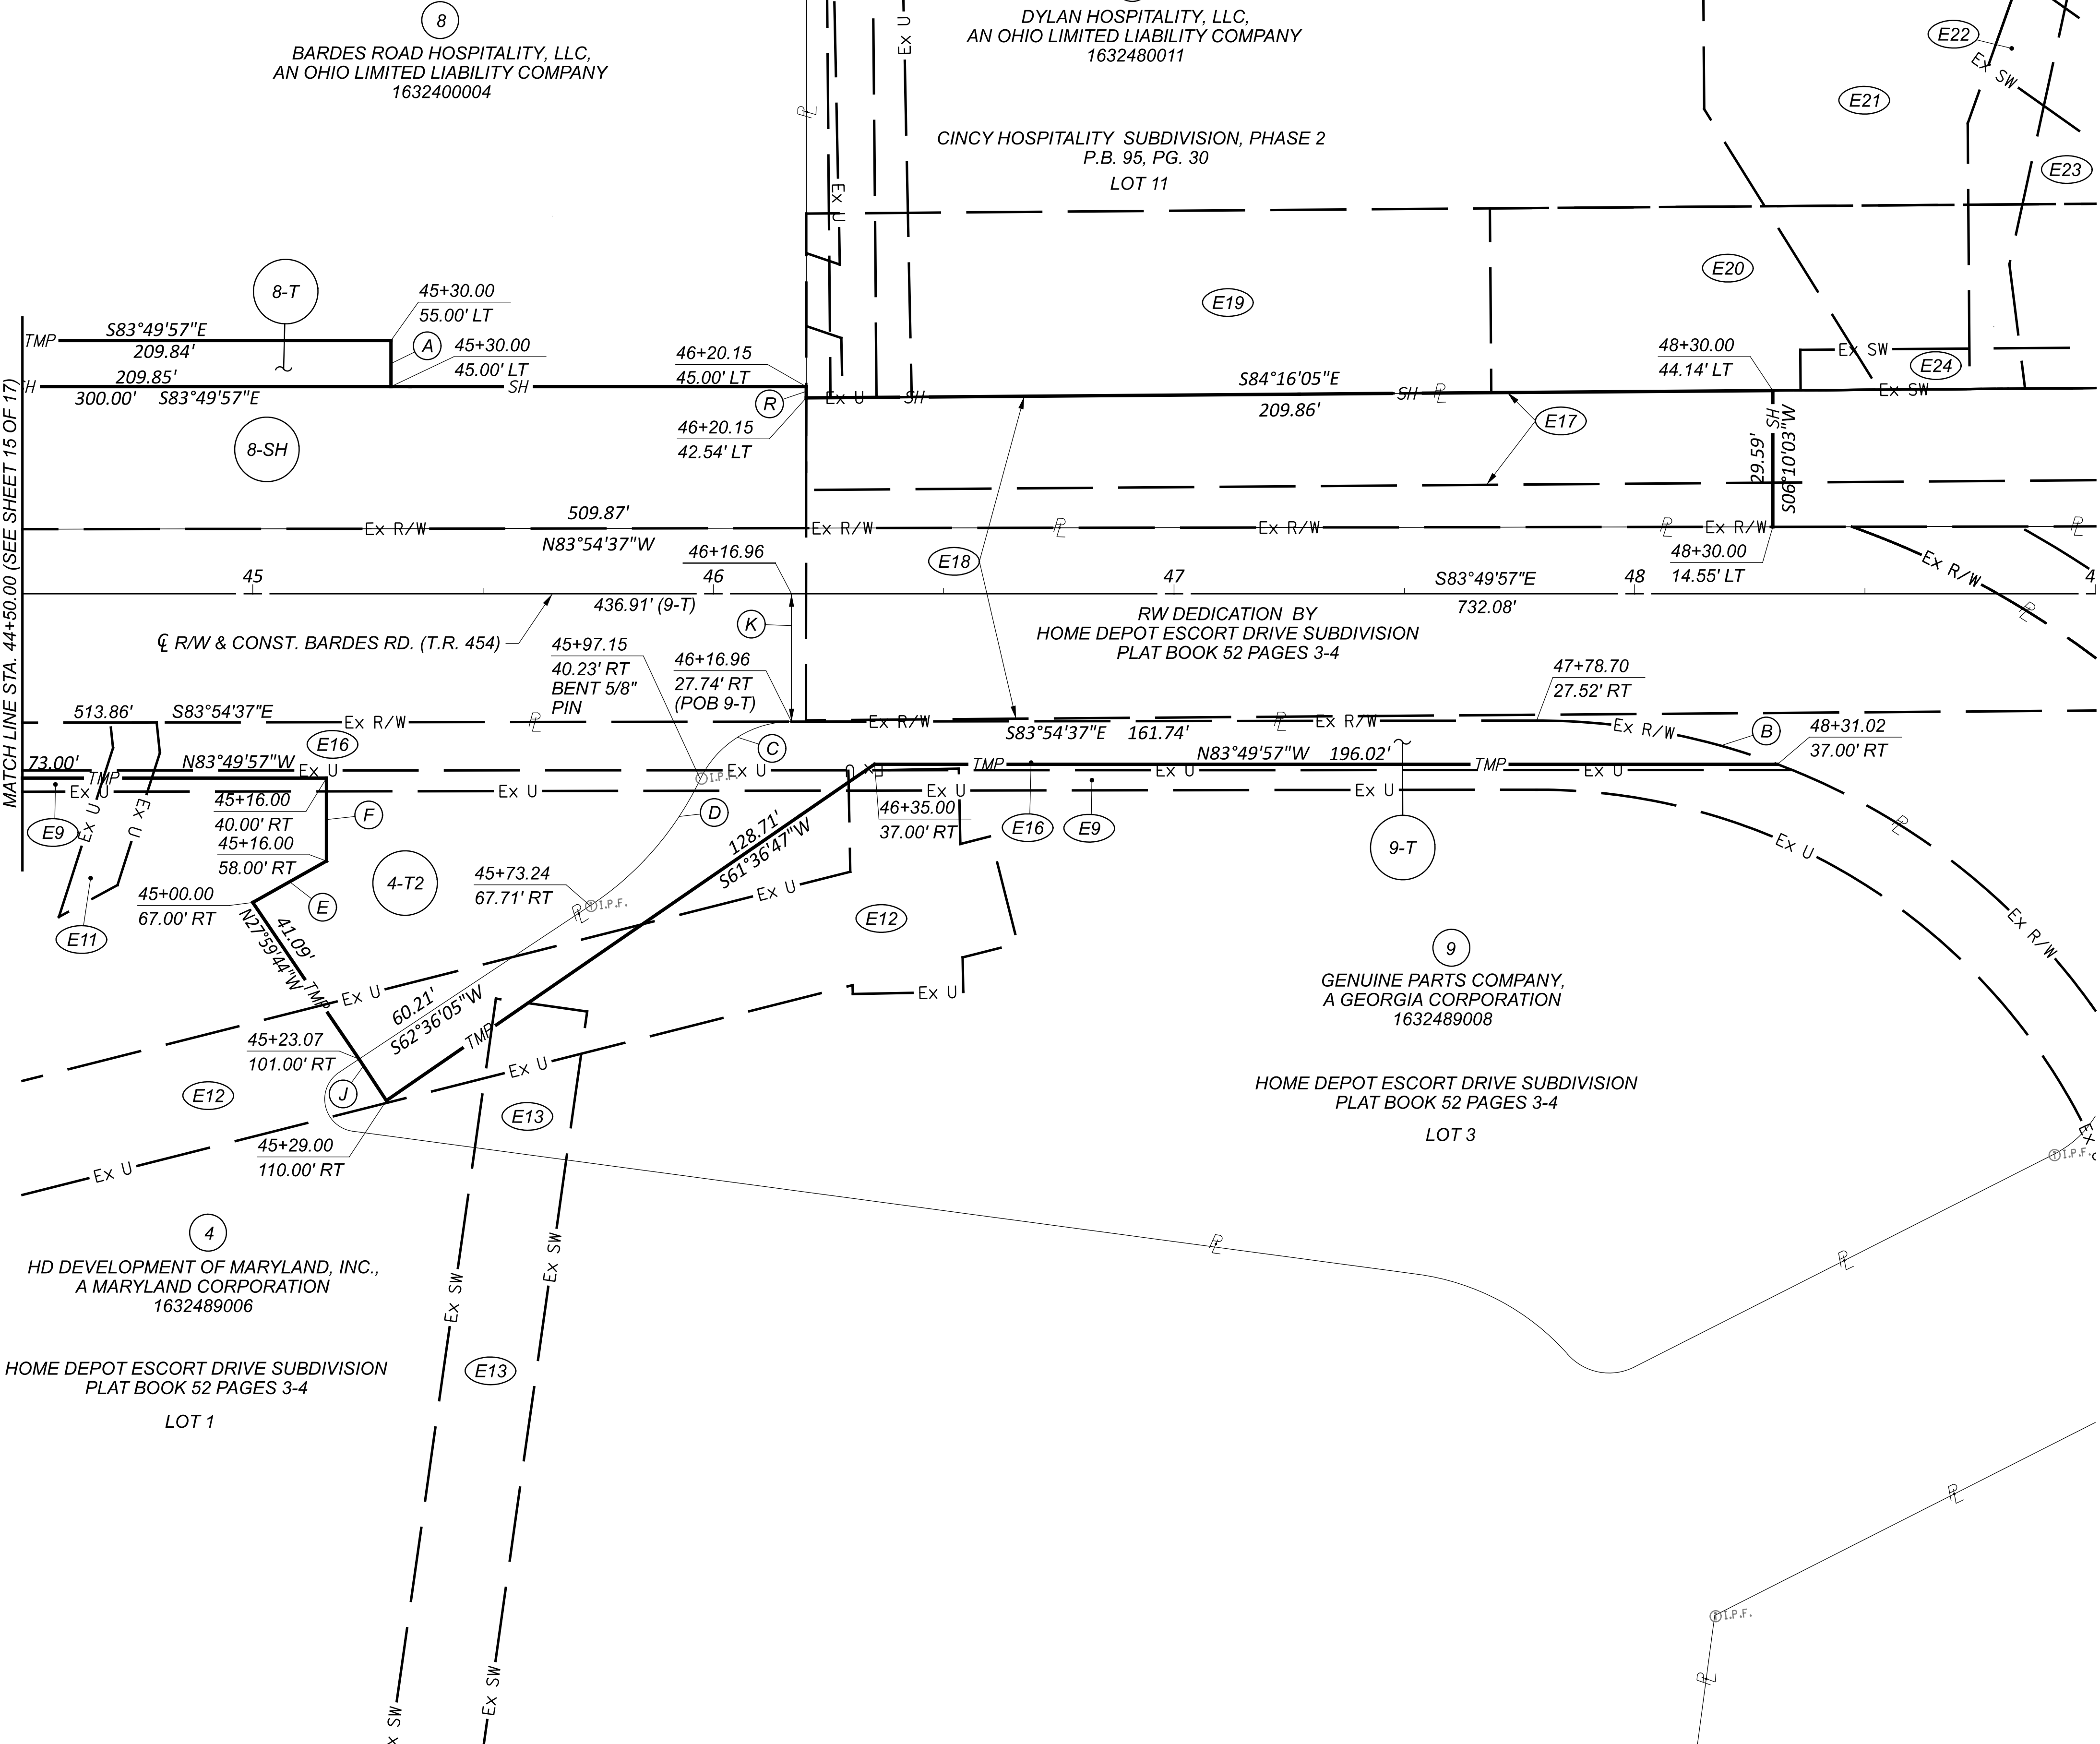 8
BARDES ROAD HOSPITALITY, LLC,
AN OHIO LIMITED LIABILITY COMPANY
1632400004
DYLAN HOSPITALITY, LLC,
AN OHIO LIMITED LIABILITY COMPANY
1632480011
CINCY HOSPITALITY SUBDIVISION, PHASE 2
P.B. 95, PG. 30
LOT 11
Ex U
Ex U
E22
Ex SW
E21
E23
E20
E19
8-T
45+30.00
55.00' LT
A
45+30.00
45.00' LT
TMP
S83°49'57"E
209.84'
209.85'
300.00' S83°49'57"E
SH
8-SH
46+20.15
45.00' LT
R
46+20.15
42.54' LT
Ex U
SH
S84°16'05"E
209.86'
SH
PL
E17
48+30.00
44.14' LT
Ex SW
E24
Ex SW
SH
29.59'
S06°10'03"W
MATCH LINE STA. 44+50.00 (SEE SHEET 15 OF 17)
Ex R/W
509.87'
N83°54'37"W
Ex R/W
PL
Ex R/W
PL
Ex R/W
PL
46+16.96
E18
48+30.00
14.55' LT
Ex R/W
PL
45
46
47
48
4
436.91' (9-T)
S83°49'57"E
732.08'
CL R/W & CONST. BARDES RD. (T.R. 454)
K
RW DEDICATION BY
HOME DEPOT ESCORT DRIVE SUBDIVISION
PLAT BOOK 52 PAGES 3-4
45+97.15
40.23' RT
BENT 5/8"
PIN
46+16.96
27.74' RT
(POB 9-T)
47+78.70
27.52' RT
513.86'
S83°54'37"E
Ex R/W
PL
E16
C
Ex R/W
S83°54'37"E 161.74'
PL
Ex R/W
Ex R/W
B
48+31.02
37.00' RT
73.00'
TMP
N83°49'57"W
Ex U
I.P.F.
Ex U
TMP
N83°49'57"W 196.02'
TMP
Ex U
Ex U
Ex U
Ex U
Ex U
Ex U
E9
Ex U
Ex U
45+16.00
40.00' RT
F
45+16.00
58.00' RT
D
46+35.00
37.00' RT
E16
E9
9-T
Ex U
PL
E11
45+00.00
67.00' RT
E
4-T2
45+73.24
67.71' RT
PL
I.P.F.
128.71'
S61°36'47"W
Ex U
E12
Ex U
Ex R/W
41.09'
N27°59'44"W
TMP
Ex U
60.21'
S62°36'05"W
TMP
9
GENUINE PARTS COMPANY,
A GEORGIA CORPORATION
1632489008
45+23.07
101.00' RT
J
Ex U
E12
E13
HOME DEPOT ESCORT DRIVE SUBDIVISION
PLAT BOOK 52 PAGES 3-4
LOT 3
45+29.00
110.00' RT
Ex U
I.P.F.
PL
PL
4
HD DEVELOPMENT OF MARYLAND, INC.,
A MARYLAND CORPORATION
1632489006
Ex SW
Ex SW
HOME DEPOT ESCORT DRIVE SUBDIVISION
PLAT BOOK 52 PAGES 3-4
LOT 1
E13
PL
I.P.F.
PL
Ex SW